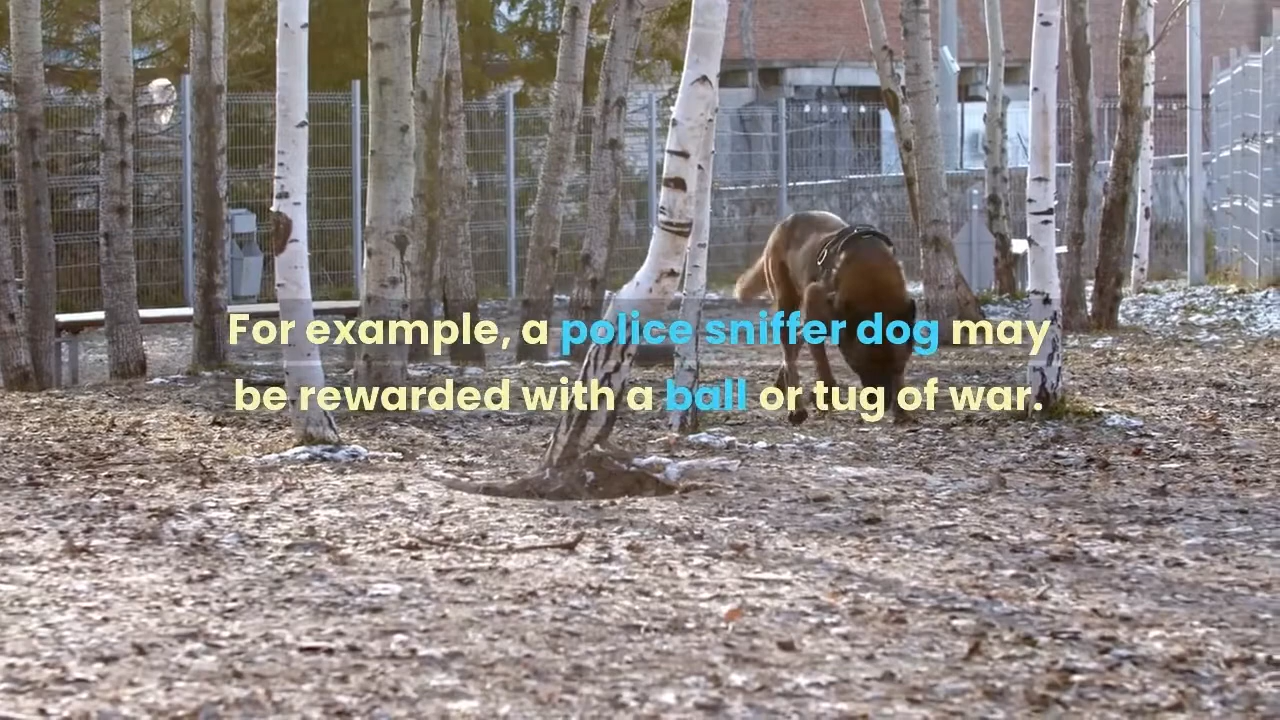 For example, a police sniffer dog may
be rewarded with a ball or tug of war.